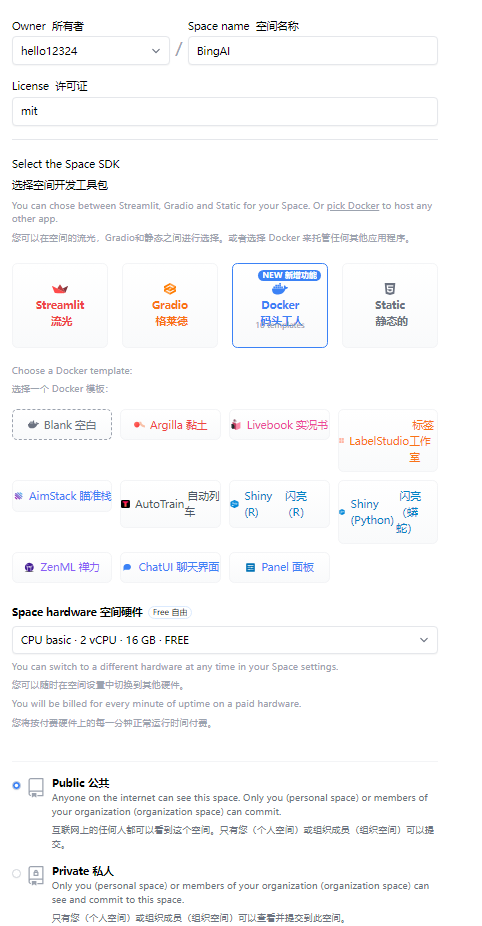 Owner 所有者
Space name 空间名称
hello12324
/
BingAI
License 许可证
mit
Select the Space SDK
选择空间开发工具包
You can chose between Streamlit, Gradio and Static for your Space. Or pick Docker to host any
other app.
您可以在空间的流光，Gradio和静态之间进行选择。或者选择 Docker 来托管任何其他应用程序。
Streamlit
流光
Gradio
格莱德
NEW 新增功能
Docker
码头工人
16 templates
Static
静态的
Choose a Docker template:
选择一个 Docker 模板：
Blank 空白
Argilla 黏土
Livebook 实况书
LabelStudio
标签
工作
室
AimStack 瞄准栈
AutoTrain
自动列
车
Shiny
(R)
闪亮
（R）
Shiny
(Python)
闪亮
（蟒
蛇）
ZenML 禅力
ChatUI 聊天界面
Panel 面板
Space hardware 空间硬件 Free 自由
CPU basic · 2 vCPU · 16 GB · FREE
You can switch to a different hardware at any time in your Space settings.
您可以随时在空间设置中切换到其他硬件。
You will be billed for every minute of uptime on a paid hardware.
您将按付费硬件上的每一分钟正常运行时间付费。
Public 公共
Anyone on the internet can see this space. Only you (personal space) or members of
your organization (organization space) can commit.
互联网上的任何人都可以看到这个空间。只有您（个人空间）或组织成员（组织空间）可以提
交。
Private 私人
Only you (personal space) or members of your organization (organization space) can
see and commit to this space.
只有您（个人空间）或组织成员（组织空间）可以查看并提交到此空间。